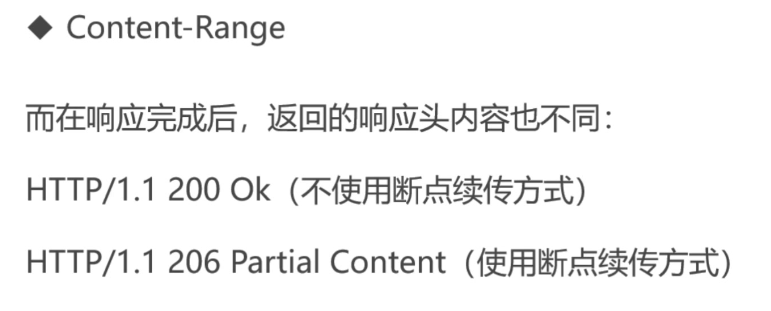 ◆ Content-Range
而在响应完成后，返回的响应头内容也不同：
HTTP/1.1 200 Ok（不使用断点续传方式）
HTTP/1.1 206 Partial Content（使用断点续传方式）